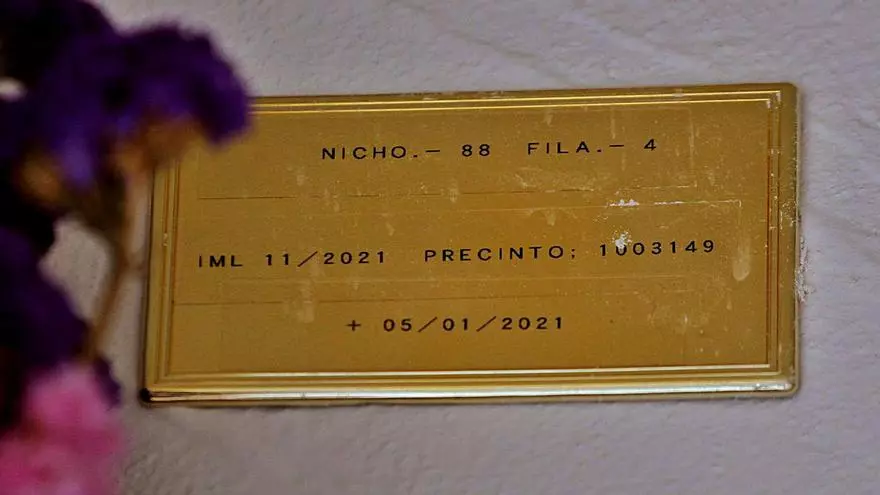 NICHO.- 88 FILA.- 4
IML 11/2021 PRECINTO: 1003149
+ 05/01/2021